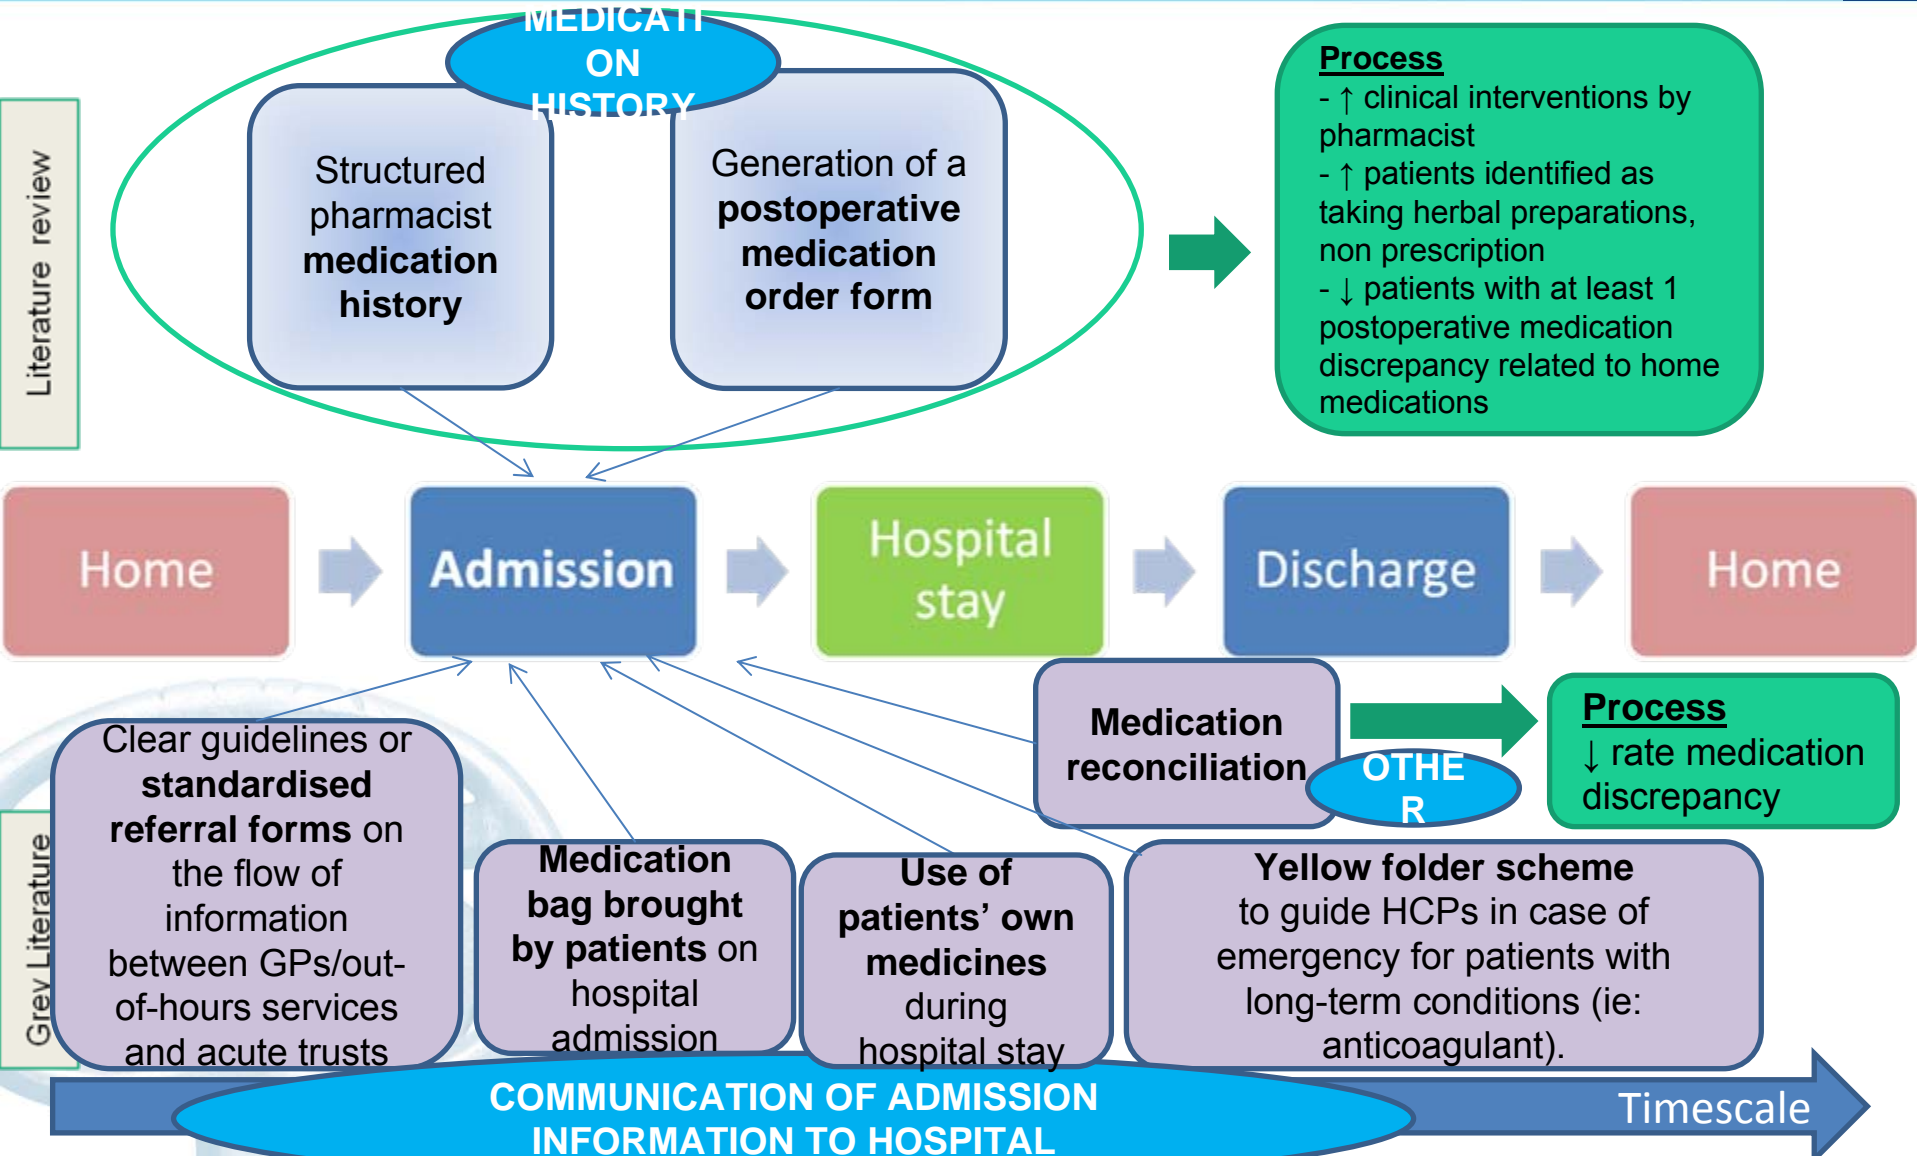 MEDICATI
ON
HISTORY
Literature review
Structured
pharmacist
medication
history
Generation of a
postoperative
medication
order form
Process
- ↑ clinical interventions by
pharmacist
- ↑ patients identified as
taking herbal preparations,
non prescription
- ↓ patients with at least 1
postoperative medication
discrepancy related to home
medications
Home
Admission
Hospital
stay
Discharge
Home
Grey Literature
Clear guidelines or
standardised
referral forms on
the flow of
information
between GPs/out-
of-hours services
and acute trusts
Medication
bag brought
by patients on
hospital
admission
Use of
patients’ own
medicines
during
hospital stay
Medication
reconciliation
OTHE
R
Process
↓ rate medication
discrepancy
Yellow folder scheme
to guide HCPs in case of
emergency for patients with
long-term conditions (ie:
anticoagulant).
COMMUNICATION OF ADMISSION
INFORMATION TO HOSPITAL
Timescale